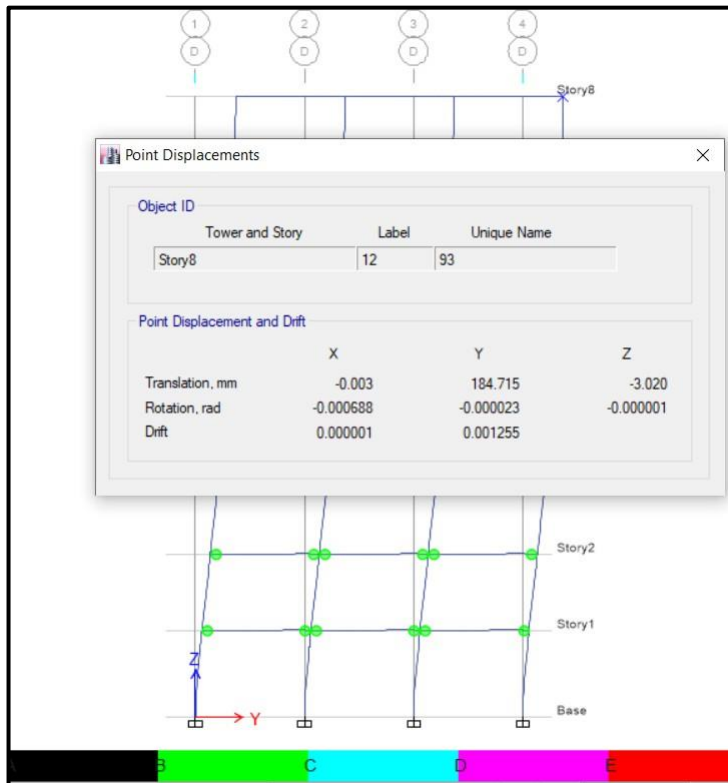 1 2 3 4
D D D D
Story8
Point Displacements
Object ID
Tower and Story Label Unique Name
Story8 12 93
Point Displacement and Drift
X Y Z
Translation, mm -0.003 184.715 -3.020
Rotation, rad -0.000688 -0.000023 -0.000001
Drift 0.000001 0.001255
Story2
Story1
Z
Y
Base
A B C D E